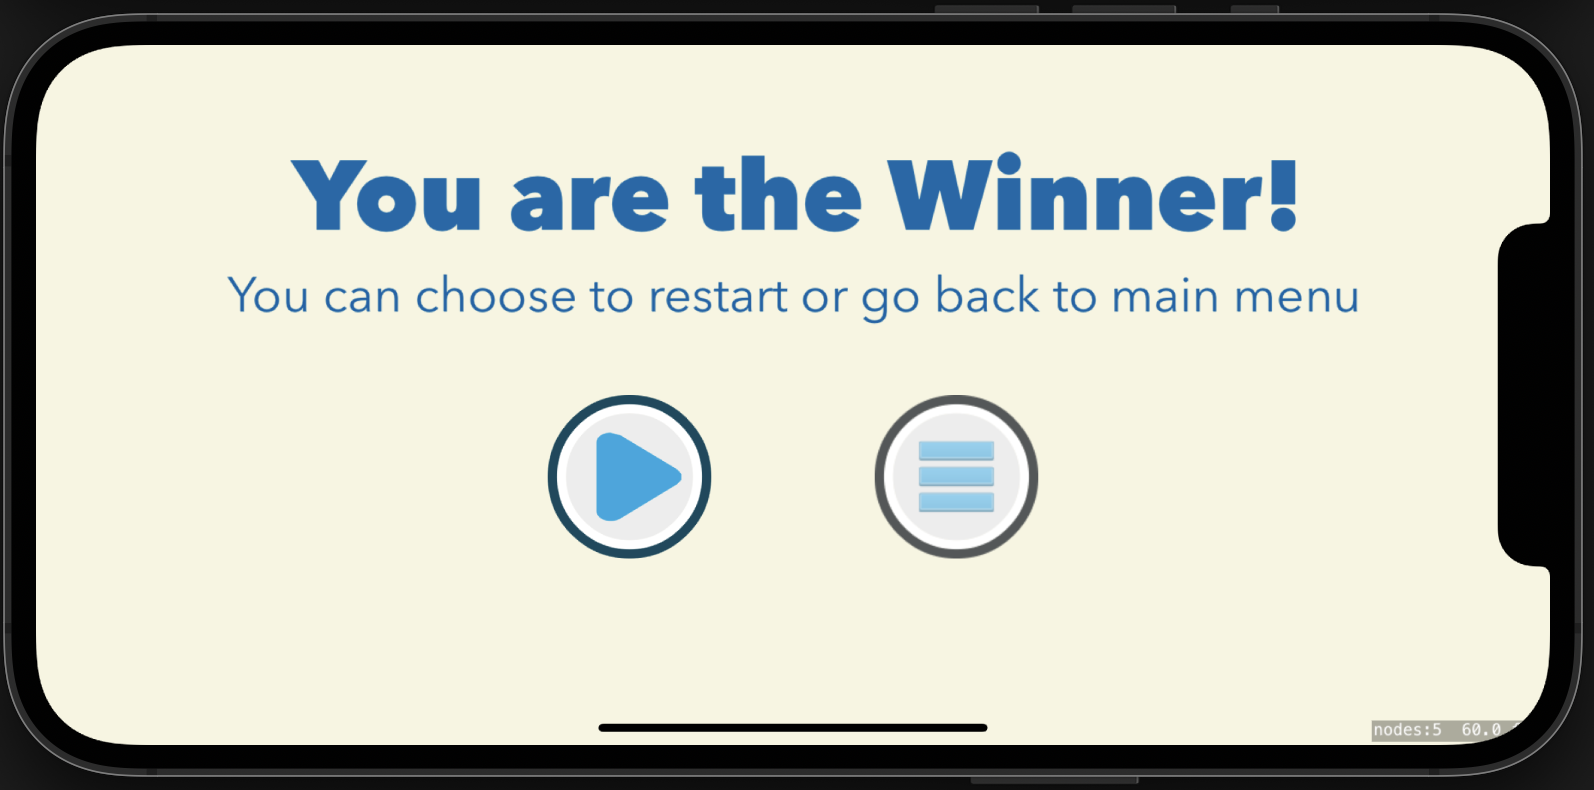 You are the Winner!
You can choose to restart or go back to main menu
nodes:5 60.0